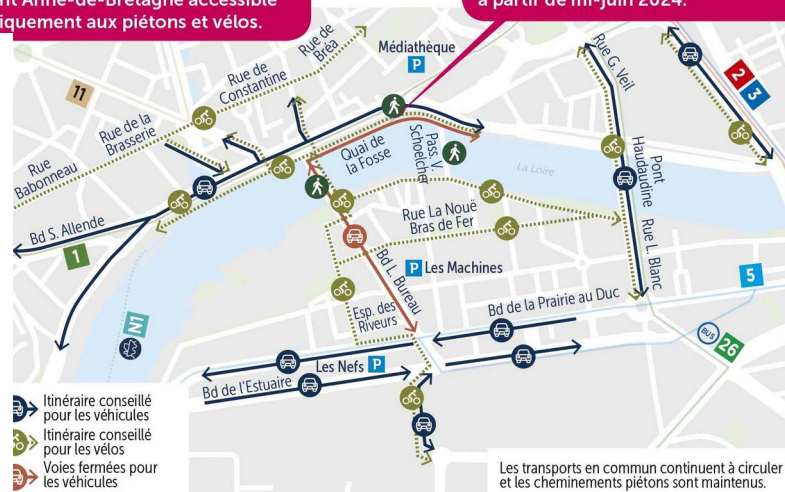 nt Anne-de-Bretagne accessible
iquement aux piétons et vélos.
à partir de mi-juin 2024.
Médiathèque
P
Rue de
Bréa
Rue de
Constantine
11
Rue de la
Brasserie
Rue
Babonneau
Rue G. Veil
2
3
Quai de
la Fosse
Pass. V.
Schoelcher
La Loire
Pont
Haudaudine
Rue L. Blanc
Bd S. Allende
1
Rue La Nouë
Bras de Fer
P Les Machines
Bd L. Bureau
5
N1
Esp. des
Riveurs
Bd de la Prairie au Duc
BUS
26
Les Nefs P
Bd de l'Estuaire
Itinéraire conseillé
pour les véhicules
Itinéraire conseillé
pour les vélos
Voies fermées pour
les véhicules
Les transports en commun continuent à circuler
et les cheminements piétons sont maintenus.